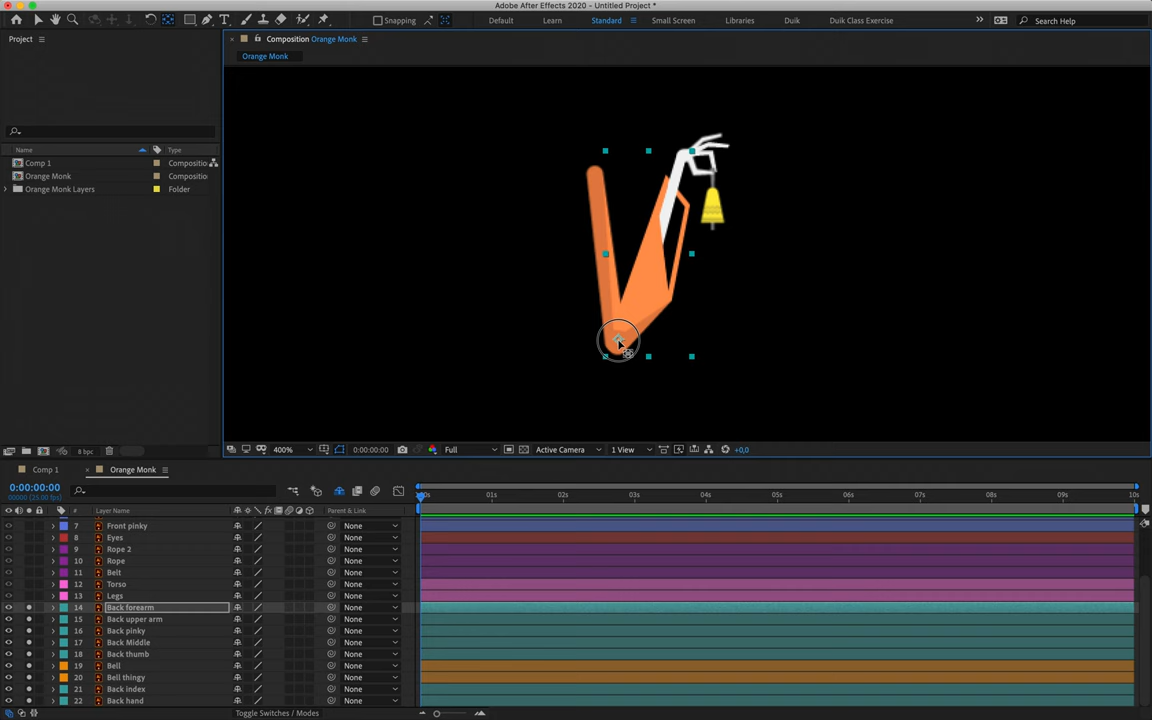 Adobe After Effects 2020 - Untitled Project *
Snapping
Default
Learn
Standard
Small Screen
Libraries
Duik
Duik Class Exercise
Search Help
Project
Composition Orange Monk
Orange Monk
Name
Type
Comp 1
Compositio
Orange Monk
Compositio
Orange Monk Layers
Folder
8 bpc
400%
0:00:00:00
Full
Active Camera
1 View
+0,0
Comp 1
Orange Monk
0:00:00:00
00000 (25.00 fps)
01s
02s
03s
04s
05s
06s
07s
08s
09s
10s
#
Layer Name
Parent & Link
7 Front pinky None
8 Eyes None
9 Rope 2 None
10 Rope None
11 Belt None
12 Torso None
13 Legs None
14 Back forearm None
15 Back upper arm None
16 Back pinky None
17 Back Middle None
18 Back thumb None
19 Bell None
20 Bell thingy None
21 Back index None
22 Back hand None
Toggle Switches / Modes